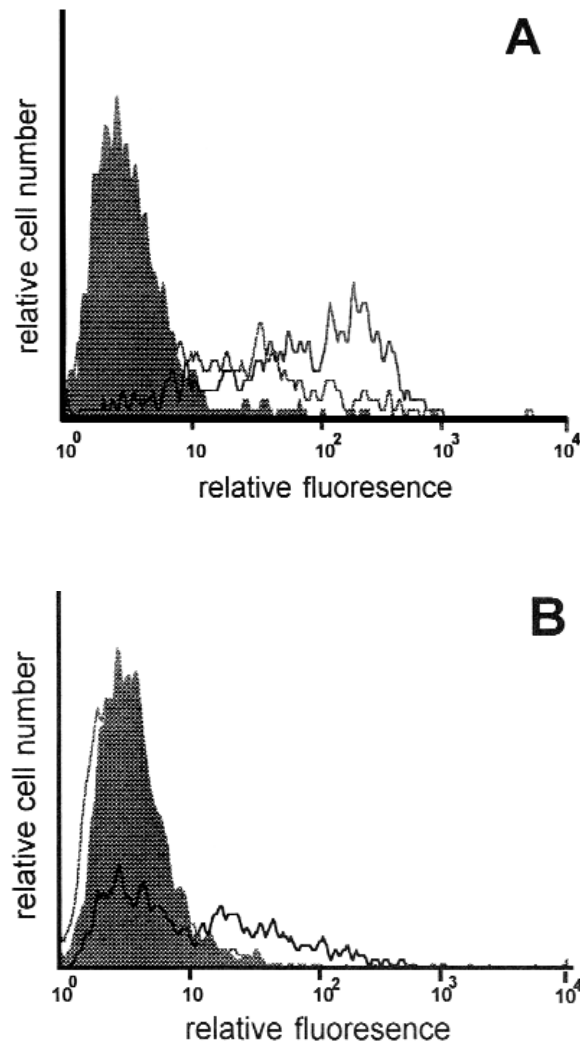 A
relative cell number
10⁰ 10 10² 10³ 10⁴
relative fluoresence
B
relative cell number
10⁰ 10 10² 10³ 10⁴
relative fluoresence